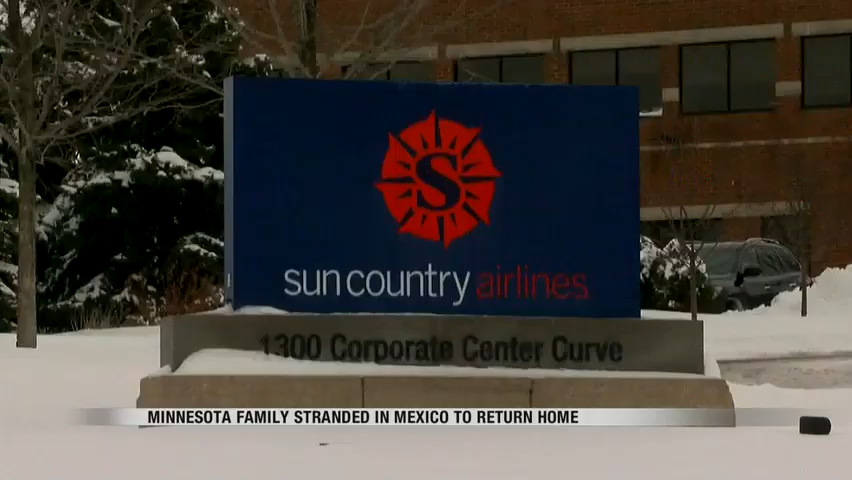 S
sun country airlines
1300 Corporate Center Curve
MINNESOTA FAMILY STRANDED IN MEXICO TO RETURN HOME